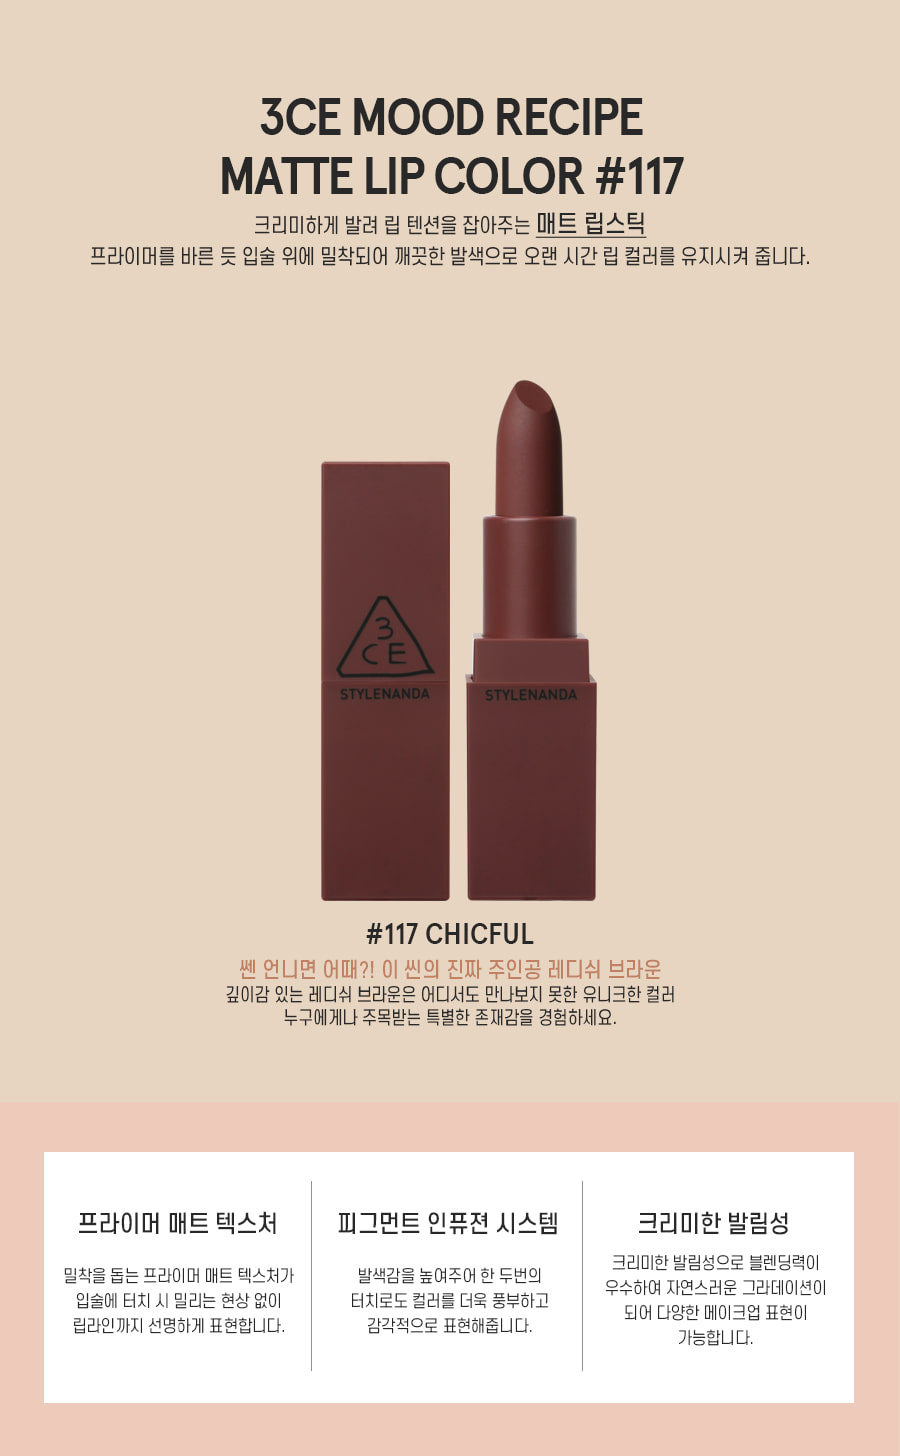 3CE MOOD RECIPE
MATTE LIP COLOR #117
크리미하게 발려 립 텐션을 잡아주는 매트 립스틱
프라이머를 바른 듯 입술 위에 밀착되어 깨끗한 발색으로 오랜 시간 립 컬러를 유지시켜 줍니다.
3
CE
STYLENANDA
STYLENANDA
#117 CHICFUL
쎈 언니면 어때?! 이 씬의 진짜 주인공 레디쉬 브라운
깊이감 있는 레디쉬 브라운은 어디서도 만나보지 못한 유니크한 컬러
누구에게나 주목받는 특별한 존재감을 경험하세요.
프라이머 매트 텍스처
밀착을 돕는 프라이머 매트 텍스처가
입술에 터치 시 밀리는 현상 없이
립라인까지 선명하게 표현합니다.
피그먼트 인퓨젼 시스템
발색감을 높여주어 한 두번의
터치로도 컬러를 더욱 풍부하고
감각적으로 표현해줍니다.
크리미한 발림성
크리미한 발림성으로 블렌딩력이
우수하여 자연스러운 그라데이션이
되어 다양한 메이크업 표현이
가능합니다.